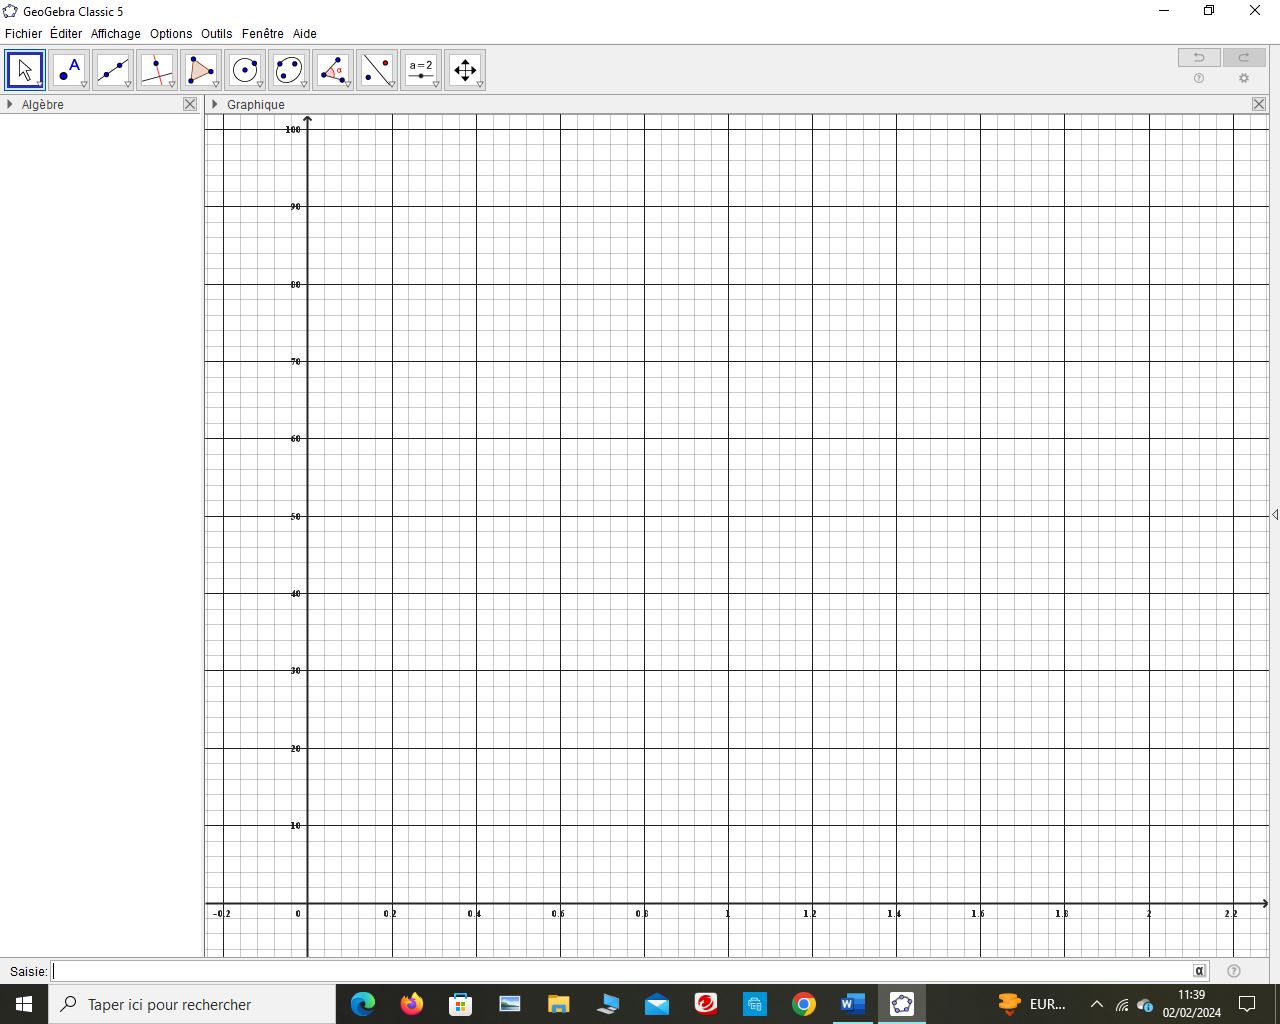 GeoGebra Classic 5
Fichier Éditer Affichage Options Outils Fenêtre Aide
A
α
a=2
Algèbre
Graphique
100
90
80
70
60
50
40
30
20
10
-0.2 0 0.2 0.4 0.6 0.8 1 1.2 1.4 1.6 1.8 2 2.2
Saisie:
α
Taper ici pour rechercher
W
EUR...
11:39
02/02/2024